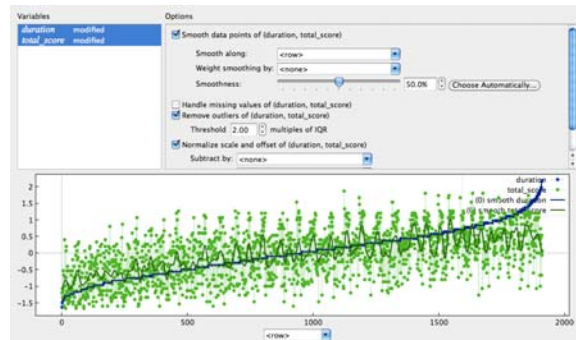 Variables
duration modified
total_score modified
Options
Smooth data points of (duration, total_score)
Smooth along: <row>
Weight smoothing by: <none>
Smoothness: 50.0% Choose Automatically...
Handle missing values of (duration, total_score)
Remove outliers of (duration, total_score)
Threshold 2.00 multiples of IQR
Normalize scale and offset of (duration, total_score)
Subtract by: <none>
duration
total_score
(0) smooth duration
smooth total_score
2
1.5
1
0.5
0
-0.5
-1
-1.5
0 500 1000 1500 2000
<row>